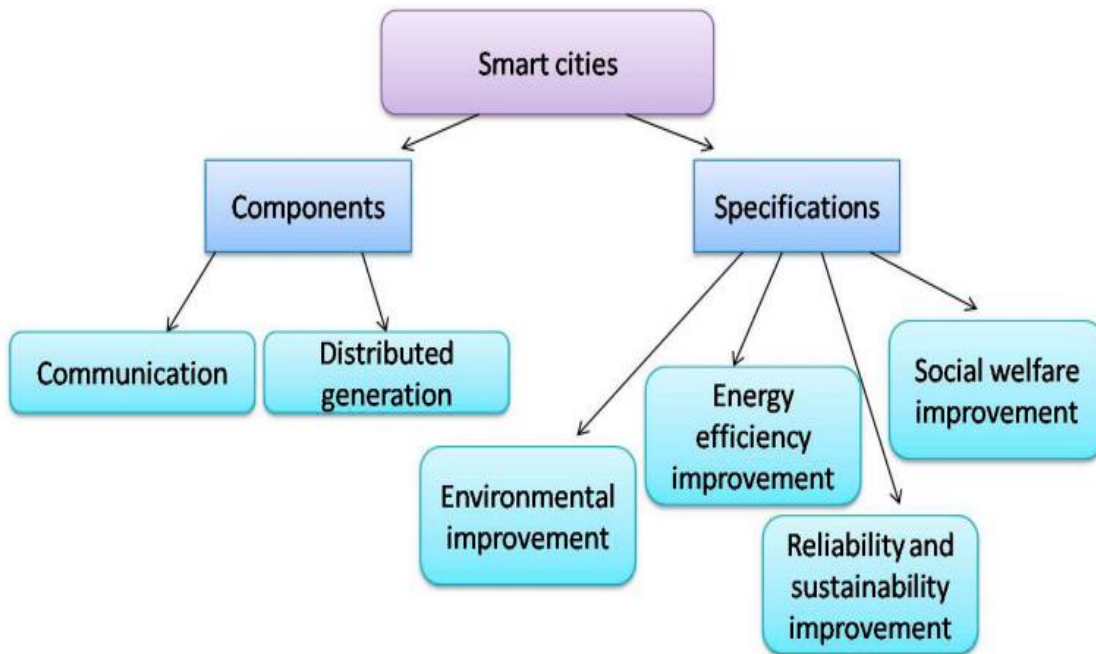 Smart cities
Components
Specifications
Communication
Distributed
generation
Environmental
improvement
Energy
efficiency
improvement
Reliability and
sustainability
improvement
Social welfare
improvement